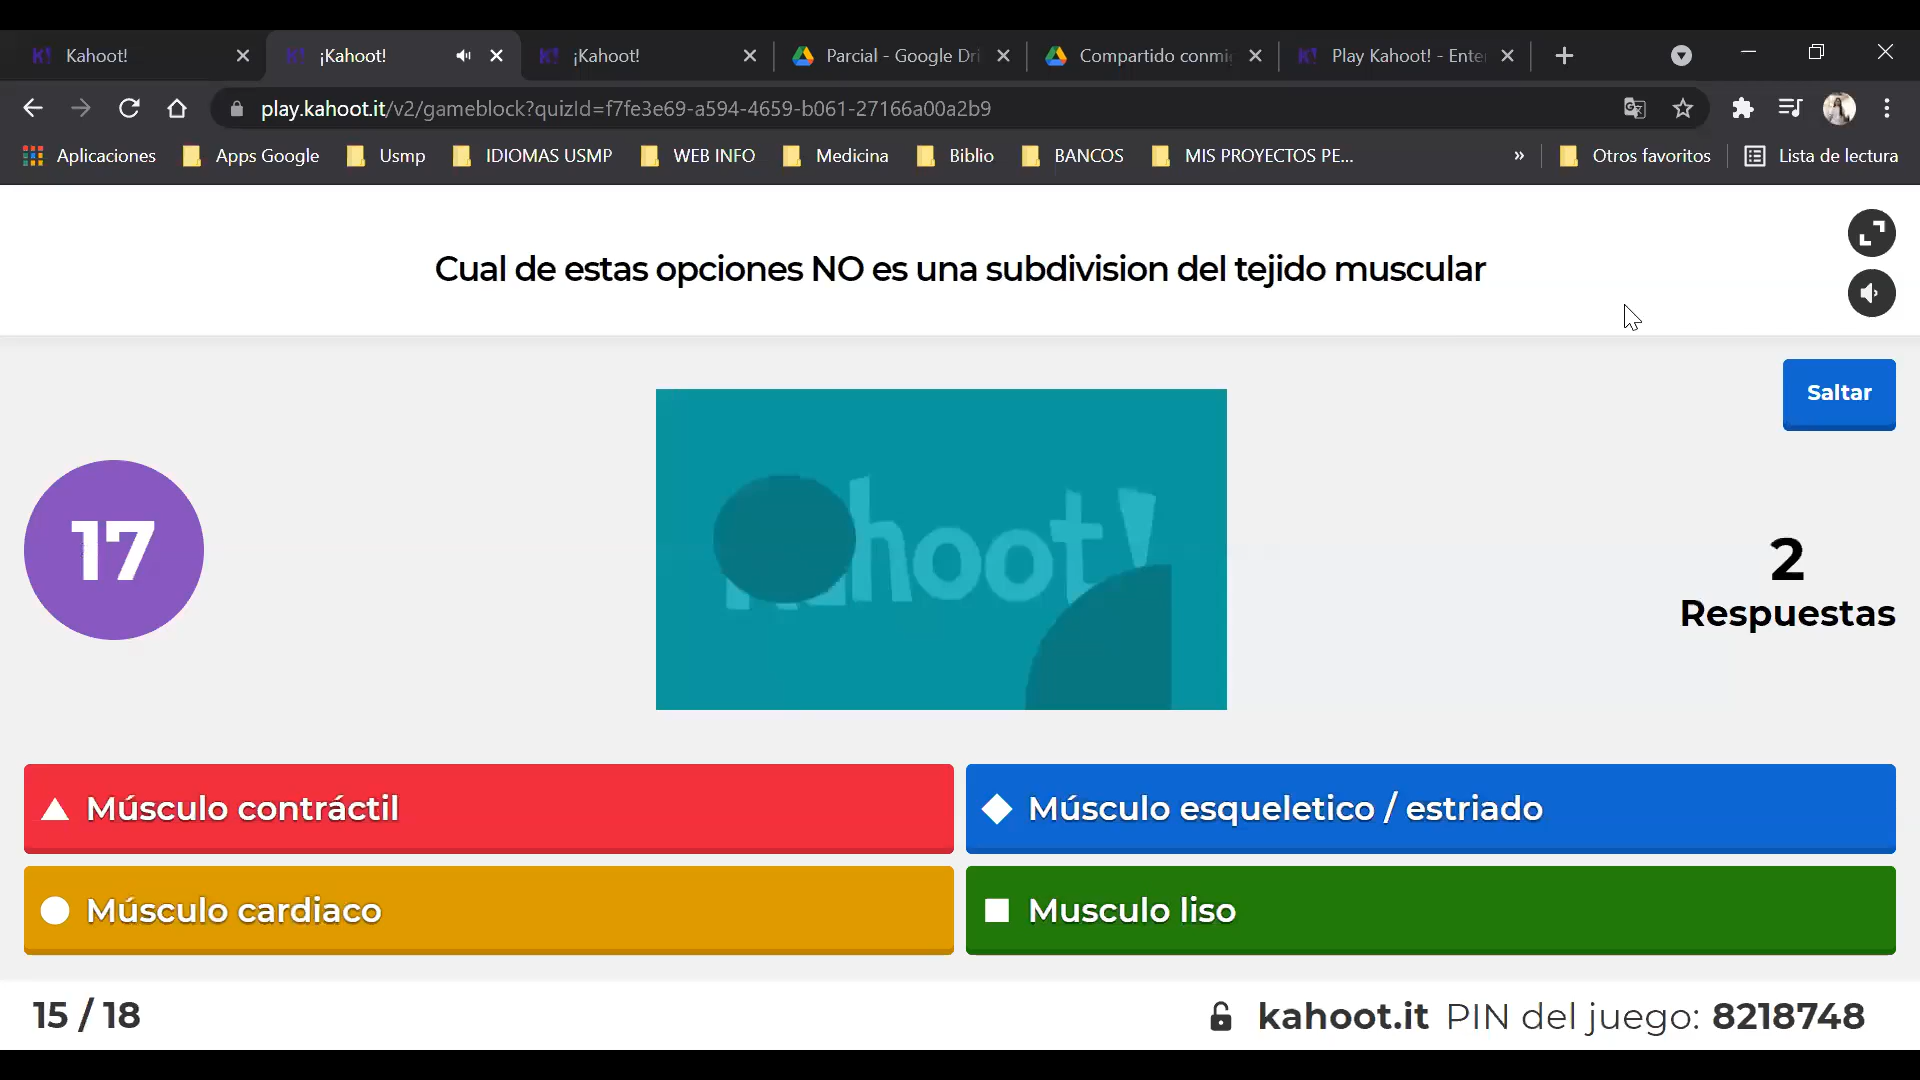 Kahoot!
¡Kahoot!
¡Kahoot!
Parcial - Google Dri
Compartido conmi
Play Kahoot! - Ente
play.kahoot.it/v2/gameblock?quizId=f7fe3e69-a594-4659-b061-27166a00a2b9
Aplicaciones
Apps Google
Usmp
IDIOMAS USMP
WEB INFO
Medicina
Biblio
BANCOS
MIS PROYECTOS PE...
»
Otros favoritos
Lista de lectura
Cual de estas opciones NO es una subdivision del tejido muscular
Saltar
17
Kahoot!
2
Respuestas
Músculo contráctil
Músculo esqueletico / estriado
Músculo cardiaco
Musculo liso
15 / 18
kahoot.it PIN del juego: 8218748